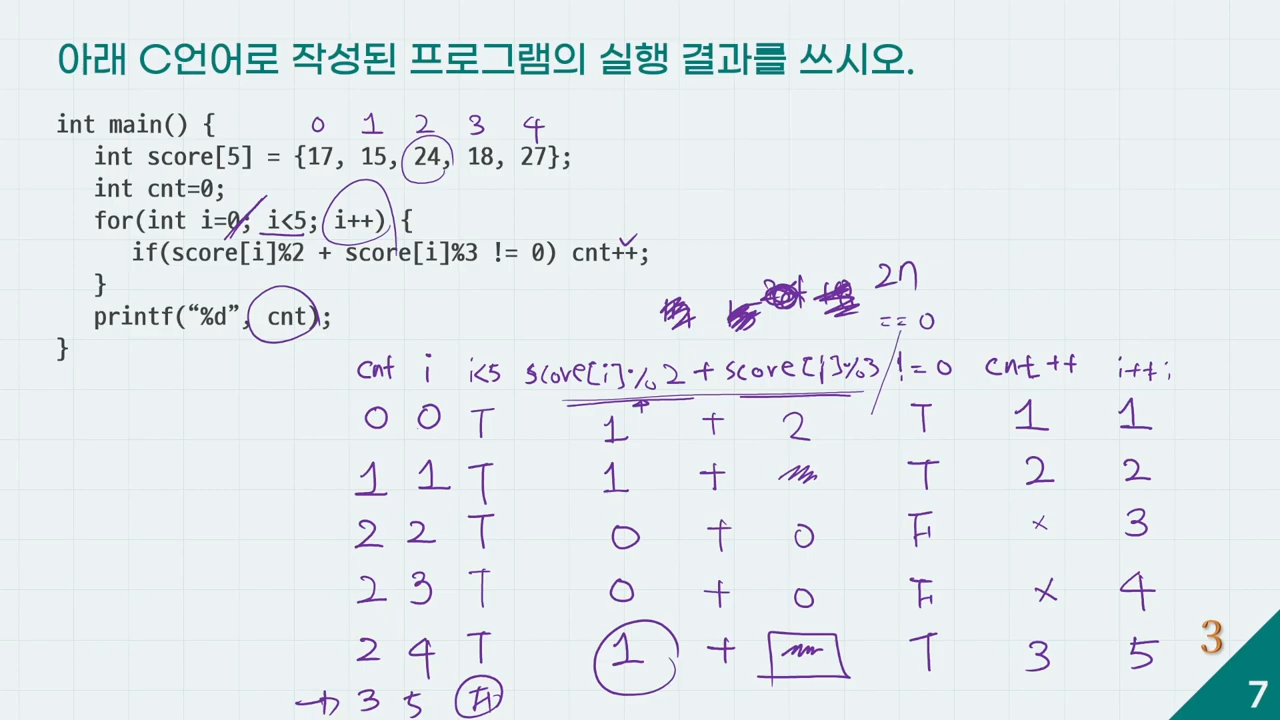 아래 C언어로 작성된 프로그램의 실행 결과를 쓰시오.
int main() {
0 1 2 3 4
int score[5] = {17, 15, 24, 18, 27};
int cnt=0;
for(int i=0; i<5; i++) {
if(score[i]%2 + score[i]%3 != 0) cnt++;
}
printf("%d", cnt);
}
2n
== 0
cnt i i<5 score[i]%2 + score[i]%3 != 0 cnt++ i++;
0 0 T 1 + 2 T 1 1
1 1 T 1 + T 2 2
2 2 T 0 + 0 F × 3
2 3 T 0 + 0 F × 4
2 4 T 1 + T 3 5
→ 3 5 F
3
7